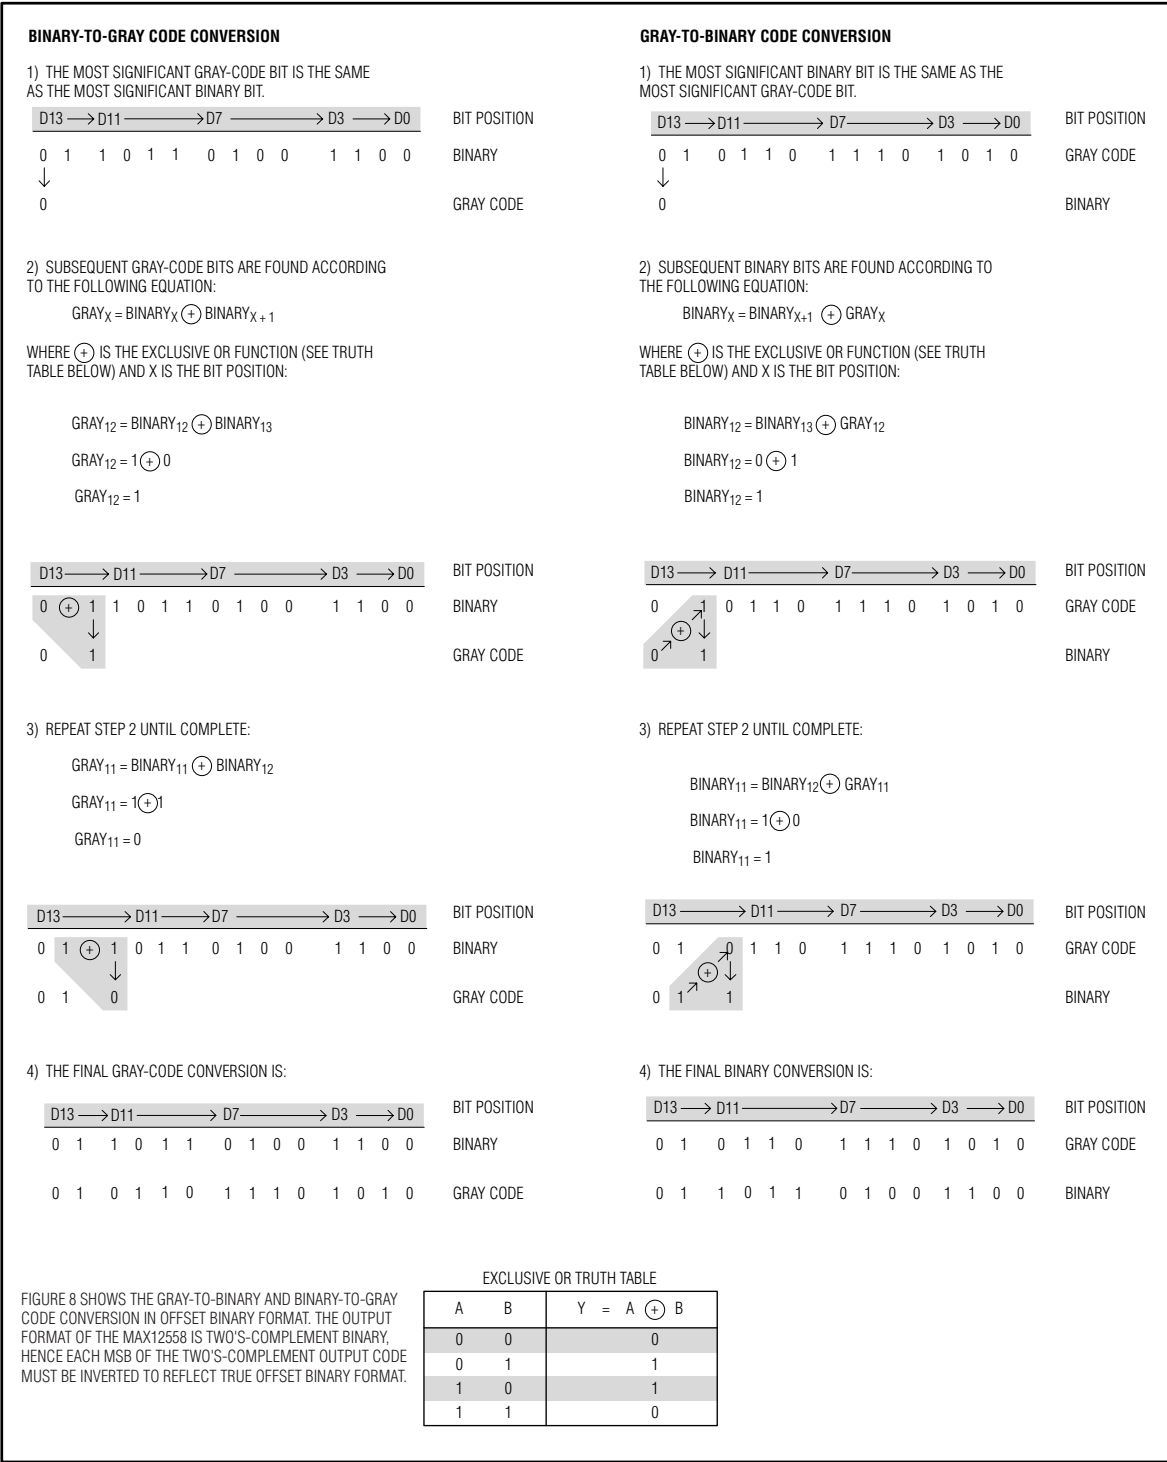 BINARY-TO-GRAY CODE CONVERSION
1) THE MOST SIGNIFICANT GRAY-CODE BIT IS THE SAME
AS THE MOST SIGNIFICANT BINARY BIT.
D13 → D11 → D7 → D3 → D0 BIT POSITION
0 1 1 0 1 1 0 1 0 0 1 1 0 0 BINARY
0 GRAY CODE
2) SUBSEQUENT GRAY-CODE BITS ARE FOUND ACCORDING
TO THE FOLLOWING EQUATION:
GRAYX = BINARYX ⊕ BINARYX + 1
WHERE ⊕ IS THE EXCLUSIVE OR FUNCTION (SEE TRUTH
TABLE BELOW) AND X IS THE BIT POSITION:
GRAY12 = BINARY12 ⊕ BINARY13
GRAY12 = 1 ⊕ 0
GRAY12 = 1
D13 → D11 → D7 → D3 → D0 BIT POSITION
0 ⊕ 1 1 0 1 1 0 1 0 0 1 1 0 0 BINARY
0 1 GRAY CODE
3) REPEAT STEP 2 UNTIL COMPLETE:
GRAY11 = BINARY11 ⊕ BINARY12
GRAY11 = 1 ⊕ 1
GRAY11 = 0
D13 → D11 → D7 → D3 → D0 BIT POSITION
0 1 ⊕ 1 0 1 1 0 1 0 0 1 1 0 0 BINARY
0 1 0 GRAY CODE
4) THE FINAL GRAY-CODE CONVERSION IS:
D13 → D11 → D7 → D3 → D0 BIT POSITION
0 1 1 0 1 1 0 1 0 0 1 1 0 0 BINARY
0 1 0 1 1 0 1 1 1 0 1 0 1 0 GRAY CODE
GRAY-TO-BINARY CODE CONVERSION
1) THE MOST SIGNIFICANT BINARY BIT IS THE SAME AS THE
MOST SIGNIFICANT GRAY-CODE BIT.
D13 → D11 → D7 → D3 → D0 BIT POSITION
0 1 0 1 1 0 1 1 1 0 1 0 1 0 GRAY CODE
0 BINARY
2) SUBSEQUENT BINARY BITS ARE FOUND ACCORDING TO
THE FOLLOWING EQUATION:
BINARYX = BINARYX+1 ⊕ GRAYX
WHERE ⊕ IS THE EXCLUSIVE OR FUNCTION (SEE TRUTH
TABLE BELOW) AND X IS THE BIT POSITION:
BINARY12 = BINARY13 ⊕ GRAY12
BINARY12 = 0 ⊕ 1
BINARY12 = 1
D13 → D11 → D7 → D3 → D0 BIT POSITION
0 1 0 1 1 0 1 1 1 0 1 0 1 0 GRAY CODE
⊕
0 1 BINARY
3) REPEAT STEP 2 UNTIL COMPLETE:
BINARY11 = BINARY12 ⊕ GRAY11
BINARY11 = 1 ⊕ 0
BINARY11 = 1
D13 → D11 → D7 → D3 → D0 BIT POSITION
0 1 0 1 1 0 1 1 1 0 1 0 1 0 GRAY CODE
⊕
0 1 1 BINARY
4) THE FINAL BINARY CONVERSION IS:
D13 → D11 → D7 → D3 → D0 BIT POSITION
0 1 0 1 1 0 1 1 1 0 1 0 1 0 GRAY CODE
0 1 1 0 1 1 0 1 0 0 1 1 0 0 BINARY
FIGURE 8 SHOWS THE GRAY-TO-BINARY AND BINARY-TO-GRAY
CODE CONVERSION IN OFFSET BINARY FORMAT. THE OUTPUT
FORMAT OF THE MAX12558 IS TWO'S-COMPLEMENT BINARY,
HENCE EACH MSB OF THE TWO'S-COMPLEMENT OUTPUT CODE
MUST BE INVERTED TO REFLECT TRUE OFFSET BINARY FORMAT.
EXCLUSIVE OR TRUTH TABLE
A B Y = A ⊕ B
0 0 0
0 1 1
1 0 1
1 1 0